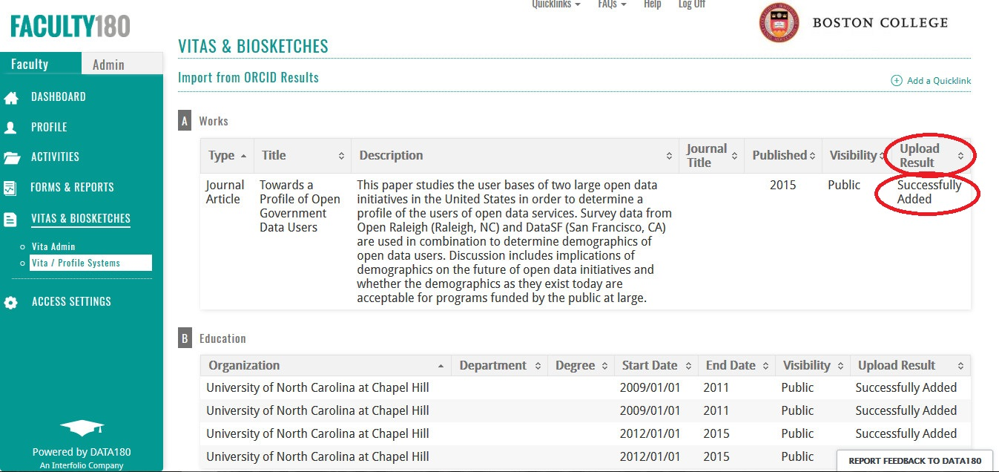 Quicklinks FAQs Help Log Off
FACULTY180
BOSTON COLLEGE
VITAS & BIOSKETCHES
Faculty Admin
Import from ORCID Results
Add a Quicklink
DASHBOARD
PROFILE
ACTIVITIES
FORMS & REPORTS
VITAS & BIOSKETCHES
Vita Admin
Vita / Profile Systems
ACCESS SETTINGS
Powered by DATA180
An Interfolio Company
A Works
Type Title Description Journal Title Published Visibility Upload Result
Journal Article
Towards a
Profile of Open
Government
Data Users
This paper studies the user bases of two large open data
initiatives in the United States in order to determine a
profile of the users of open data services. Survey data from
Open Raleigh (Raleigh, NC) and DataSF (San Francisco, CA)
are used in combination to determine demographics of
open data users. Discussion includes implications of
demographics on the future of open data initiatives and
whether the demographics as they exist today are
acceptable for programs funded by the public at large.
2015 Public Successfully
Added
B Education
Organization Department Degree Start Date End Date Visibility Upload Result
University of North Carolina at Chapel Hill 2009/01/01 2011 Public Successfully Added
University of North Carolina at Chapel Hill 2009/01/01 2011 Public Successfully Added
University of North Carolina at Chapel Hill 2012/01/01 2015 Public Successfully Added
University of North Carolina at Chapel Hill 2012/01/01 2015 Public
REPORT FEEDBACK TO DATA180